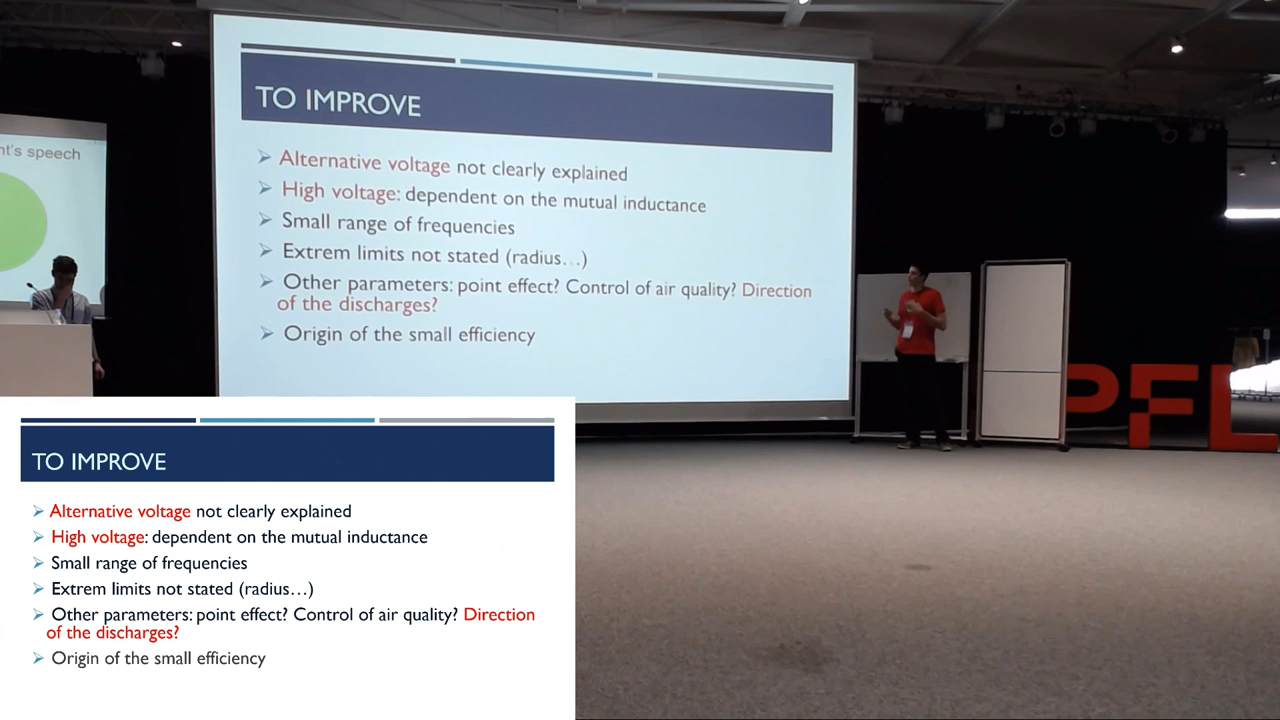 nt's speech
TO IMPROVE
Alternative voltage not clearly explained
High voltage: dependent on the mutual inductance
Small range of frequencies
Extrem limits not stated (radius...)
Other parameters: point effect? Control of air quality? Direction
of the discharges?
Origin of the small efficiency
PFL
TO IMPROVE
Alternative voltage not clearly explained
High voltage: dependent on the mutual inductance
Small range of frequencies
Extrem limits not stated (radius...)
Other parameters: point effect? Control of air quality? Direction
of the discharges?
Origin of the small efficiency